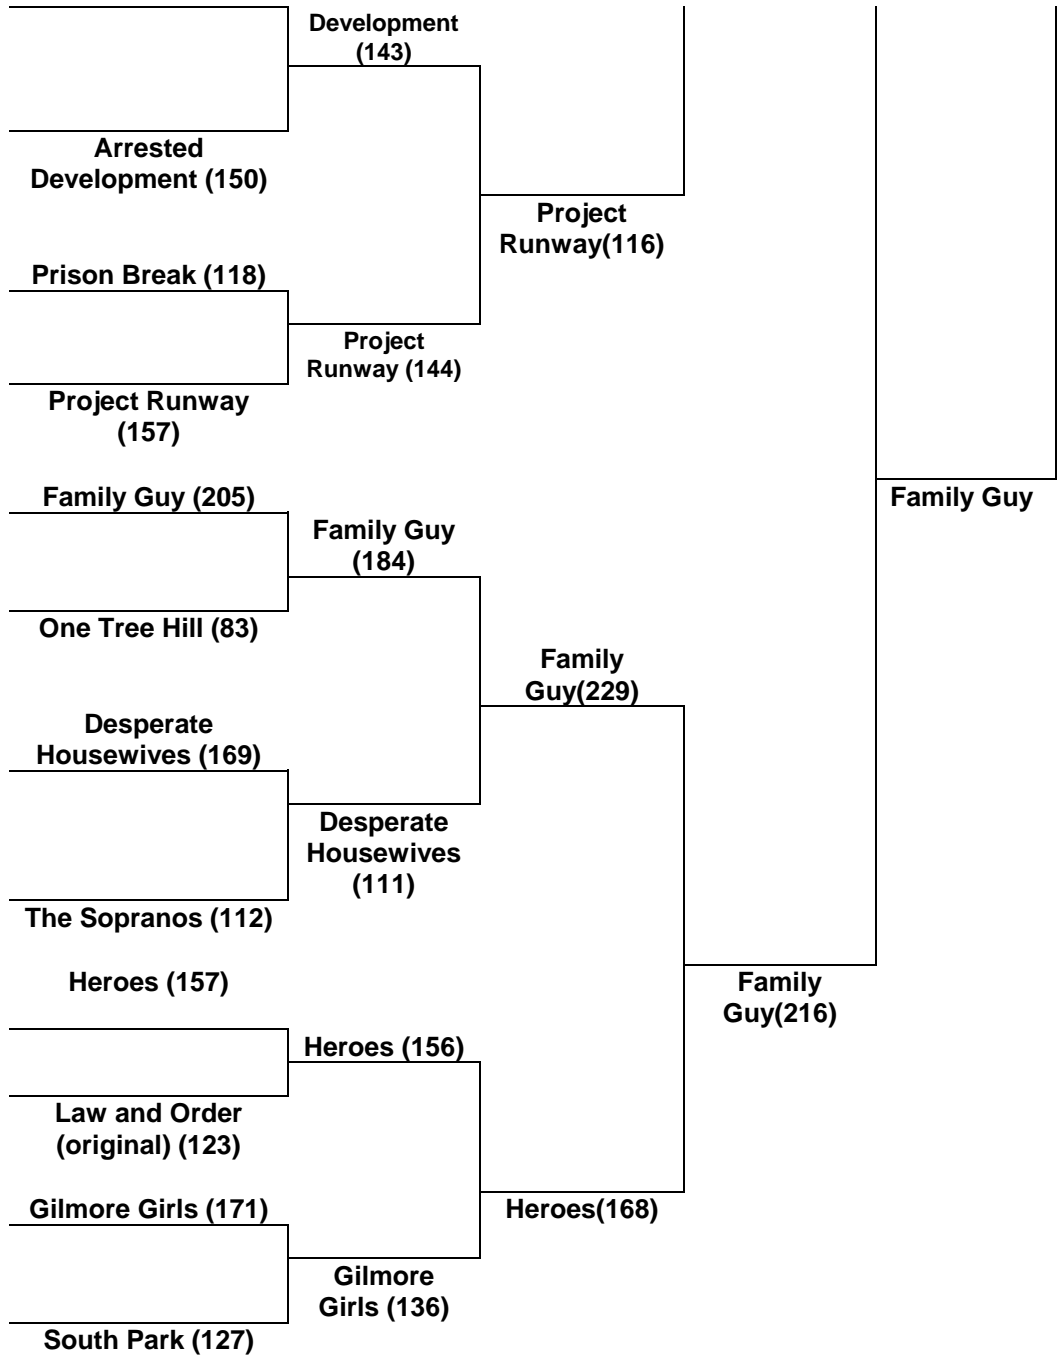 Development
(143)
Arrested
Development (150)
Project
Runway(116)
Prison Break (118)
Project
Runway (144)
Project Runway
(157)
Family Guy (205)
Family Guy
Family Guy
(184)
One Tree Hill (83)
Family
Guy(229)
Desperate
Housewives (169)
Desperate
Housewives
(111)
The Sopranos (112)
Heroes (157)
Family
Guy(216)
Heroes (156)
Law and Order
(original) (123)
Gilmore Girls (171)
Heroes(168)
Gilmore
Girls (136)
South Park (127)